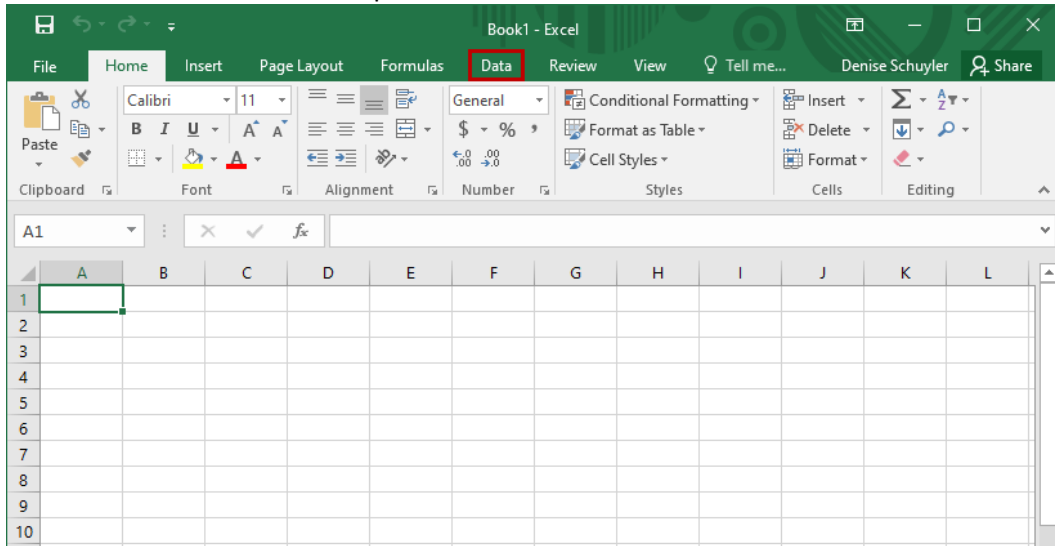 Book1 - Excel
File Home Insert Page Layout Formulas Data Review View Tell me... Denise Schuyler Share
Calibri 11 General Conditional Formatting Insert
Paste B I U A A $ % , Format as Table Delete
A .00 .0 Cell Styles Format
Clipboard Font Alignment Number Styles Cells Editing
A1 fx
A B C D E F G H I J K L
1
2
3
4
5
6
7
8
9
10